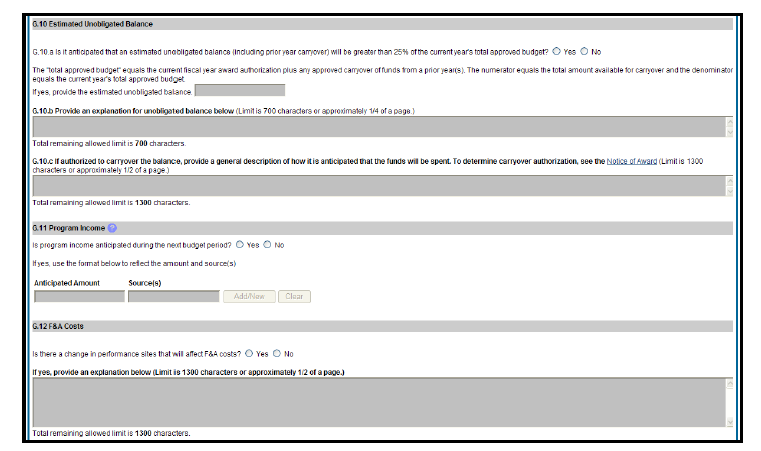 G.10 Estimated Unobligated Balance
G.10.a Is it anticipated that an estimated unobligated balance (including prior year carryover) will be greater than 25% of the current year's total approved budget? Yes No
The "total approved budget" equals the current fiscal year award authorization plus any approved carryover of funds from a prior year(s). The numerator equals the total amount available for carryover and the denominator
equals the current year's total approved budget.
If yes, provide the estimated unobligated balance.
G.10.b Provide an explanation for unobligated balance below (Limit is 700 characters or approximately 1/4 of a page.)
Total remaining allowed limit is 700 characters.
G.10.c If authorized to carryover the balance, provide a general description of how it is anticipated that the funds will be spent. To determine carryover authorization, see the Notice of Award (Limit is 1300
characters or approximately 1/2 of a page.)
Total remaining allowed limit is 1300 characters.
G.11 Program Income ?
Is program income anticipated during the next budget period? Yes No
If yes, use the format below to reflect the amount and source(s)
Anticipated Amount Source(s)
Add/New Clear
G.12 F&A Costs
Is there a change in performance sites that will affect F&A costs? Yes No
If yes, provide an explanation below (Limit is 1300 characters or approximately 1/2 of a page.)
Total remaining allowed limit is 1300 characters.